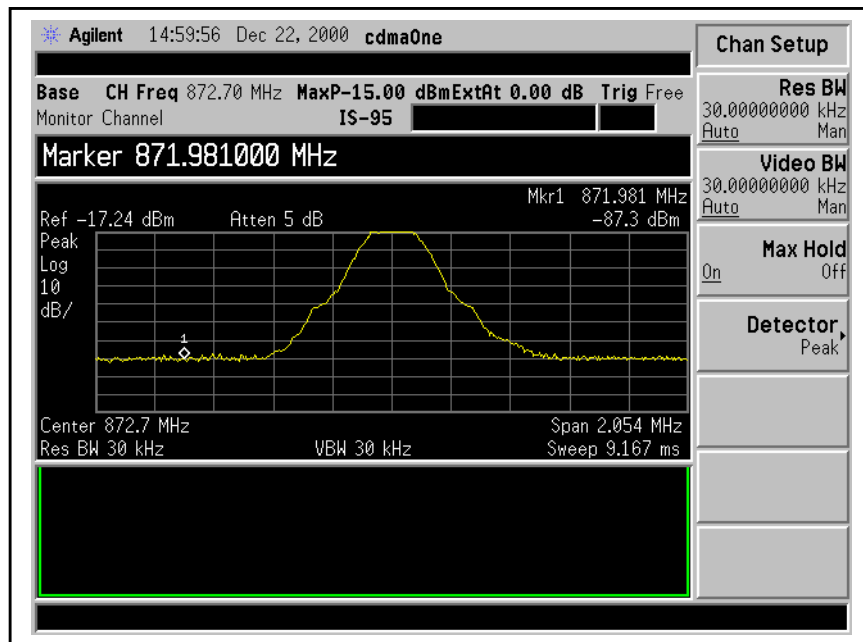 Agilent 14:59:56 Dec 22, 2000 cdmaOne
Base CH Freq 872.70 MHz MaxP-15.00 dBmExtAt 0.00 dB Trig Free
Monitor Channel IS-95
Marker 871.981000 MHz
Mkr1 871.981 MHz
Ref -17.24 dBm Atten 5 dB -87.3 dBm
Peak
Log
10
dB/
1
Center 872.7 MHz Span 2.054 MHz
Res BW 30 kHz VBW 30 kHz Sweep 9.167 ms
Chan Setup
Res BW
30.00000000 kHz
Auto Man
Video BW
30.00000000 kHz
Auto Man
Max Hold
On Off
Detector
Peak